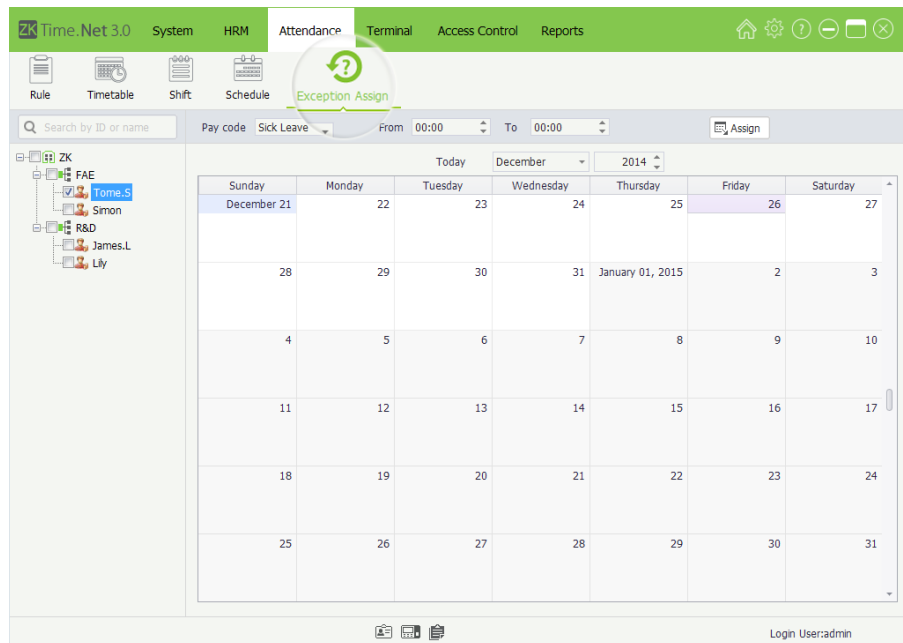 ZK Time.Net 3.0 System HRM Attendance Terminal Access Control Reports
Rule Timetable Shift Schedule Exception Assign
Search by ID or name Pay code Sick Leave From 00:00 To 00:00 Assign
ZK Today December 2014
FAE
Tome.S
Simon
R&D
James.L
Lily
Sunday Monday Tuesday Wednesday Thursday Friday Saturday
December 21 22 23 24 25 26 27
28 29 30 31 January 01, 2015 2 3
4 5 6 7 8 9 10
11 12 13 14 15 16 17
18 19 20 21 22 23 24
25 26 27 28 29 30 31
Login User:admin